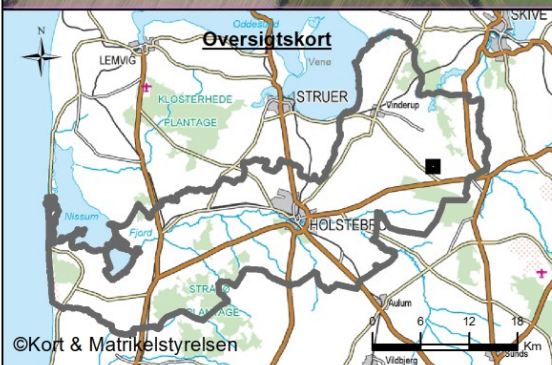 Oddesund
SKIVE
N
Oversigtskort
LEMVIG
Venø
KLOSTERHEDE
PLANTAGE
STRUER
Vinderup
Nissum
Fjord
HOLSTEBRO
STRÅSØ
PLANTAGE
Aulum
©Kort & Matrikelstyrelsen
0 6 12 18
Km
Vildbjerg
Sunds